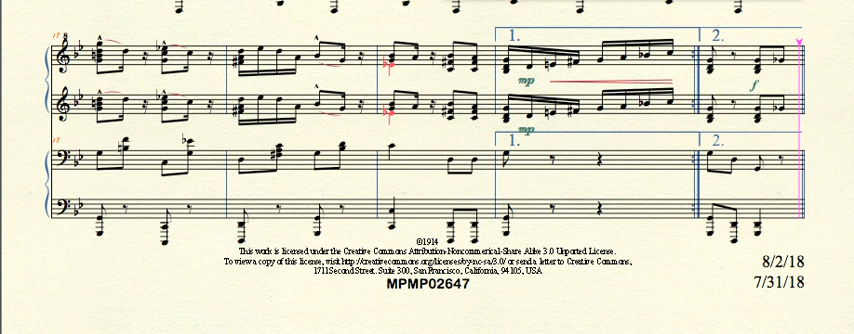 17
1.
2.
mp
f
mp
17
1.
2.
©1914
This work is licensed under the Creative Commons Attribution-Noncommerical-Share Alike 3.0 Unported License.
To view a copy of this license, visit http://creativecommons.org/licenses/by-nc-sa/3.0/ or send a letter to Creative Commons,
171 Second Street, Suite 300, San Francisco, California, 94105, USA
MPMP02647
8/2/18
7/31/18